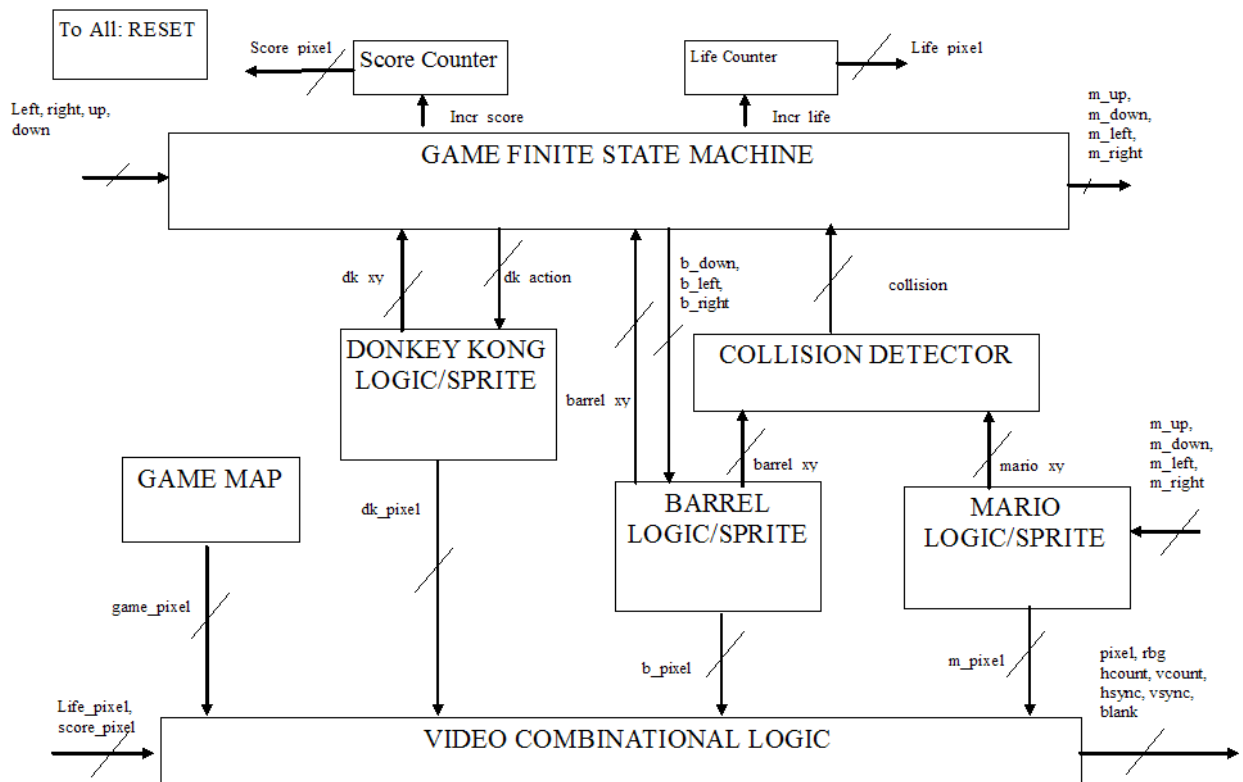 To All: RESET
Score pixel
Score Counter
Life Counter
Life pixel
Left, right, up,
down
Incr score
Incr life
m_up,
m_down,
m_left,
m_right
GAME FINITE STATE MACHINE
dk xy
dk action
b_down,
b_left,
b_right
collision
DONKEY KONG
LOGIC/SPRITE
COLLISION DETECTOR
barrel xy
barrel xy
mario xy
m_up,
m_down,
m_left,
m_right
GAME MAP
dk_pixel
BARREL
LOGIC/SPRITE
MARIO
LOGIC/SPRITE
game_pixel
b_pixel
m_pixel
pixel, rbg
hcount, vcount,
hsync, vsync,
blank
Life_pixel,
score_pixel
VIDEO COMBINATIONAL LOGIC